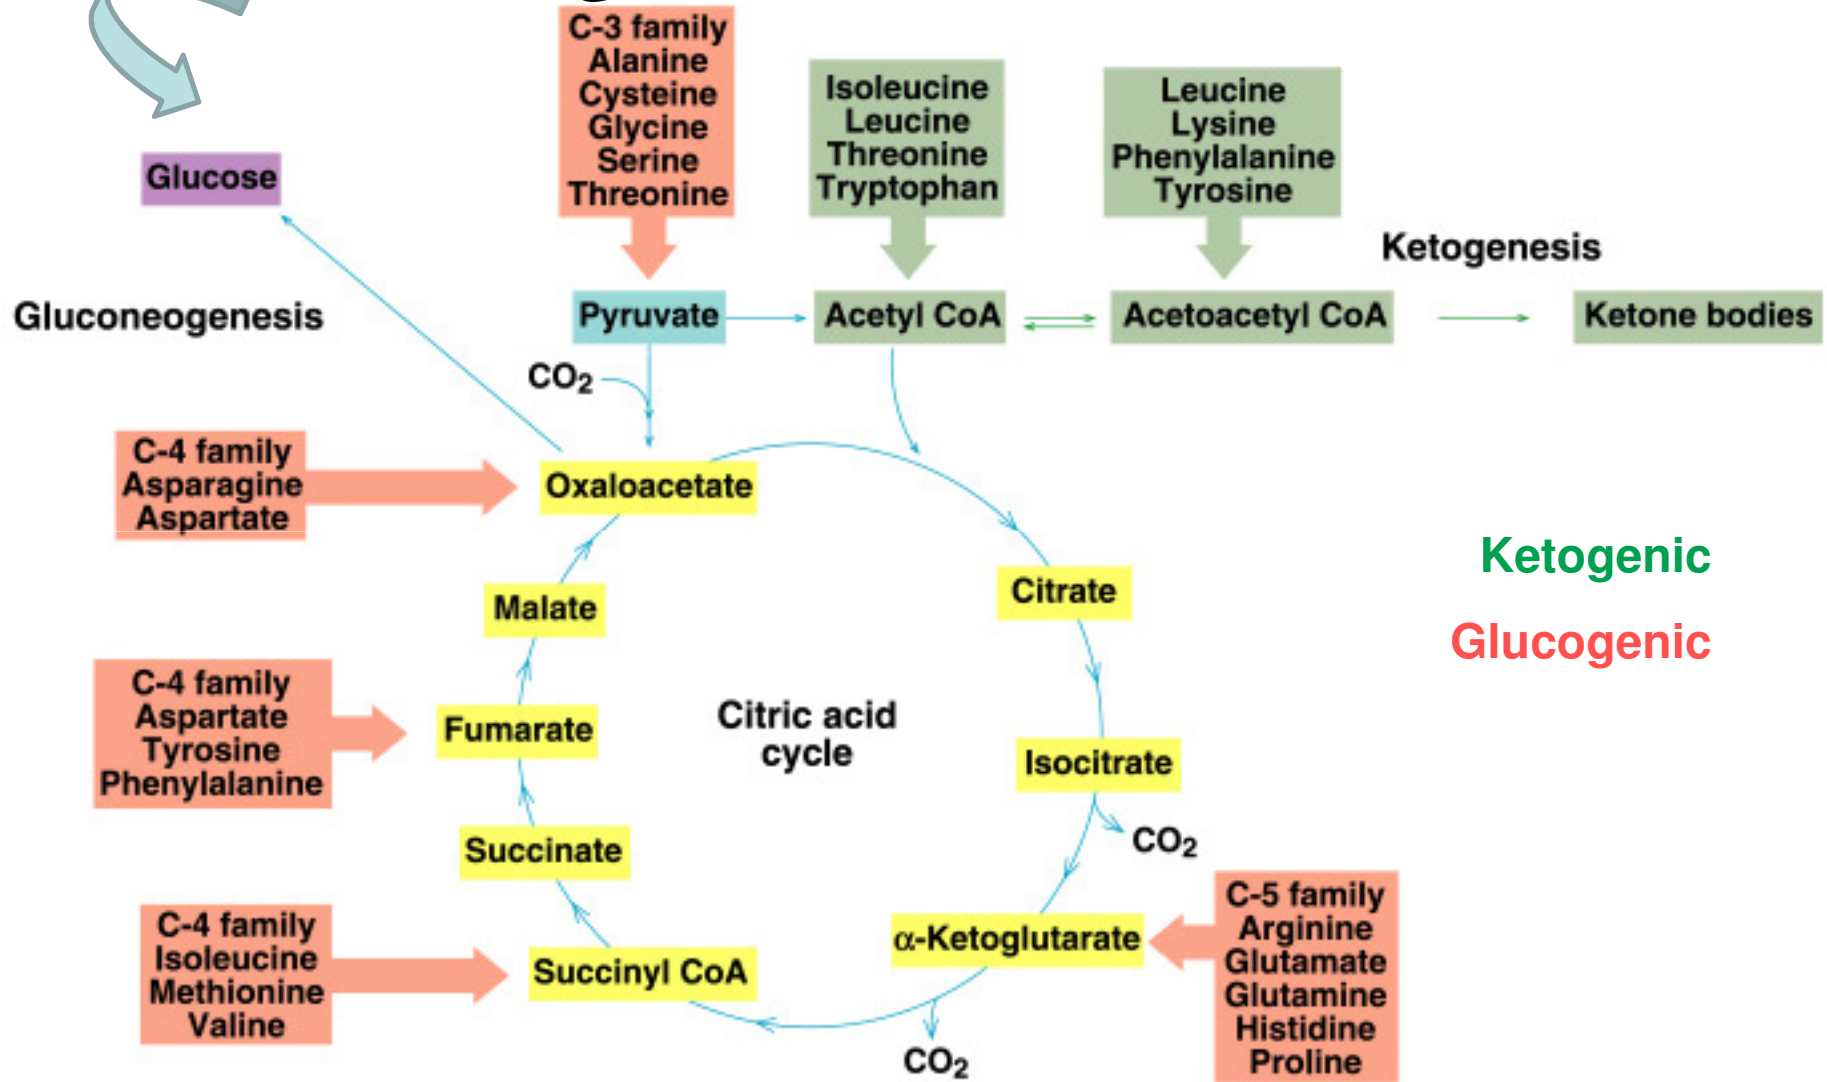 C-3 family
Alanine
Cysteine
Glycine
Serine
Threonine
Isoleucine
Leucine
Threonine
Tryptophan
Leucine
Lysine
Phenylalanine
Tyrosine
Glucose
Ketogenesis
Gluconeogenesis
Pyruvate
Acetyl CoA
Acetoacetyl CoA
Ketone bodies
CO2
C-4 family
Asparagine
Aspartate
Oxaloacetate
Ketogenic
Glucogenic
Citrate
Malate
C-4 family
Aspartate
Tyrosine
Phenylalanine
Fumarate
Citric acid
cycle
Isocitrate
CO2
Succinate
C-4 family
Isoleucine
Methionine
Valine
Succinyl CoA
α-Ketoglutarate
C-5 family
Arginine
Glutamate
Glutamine
Histidine
Proline
CO2